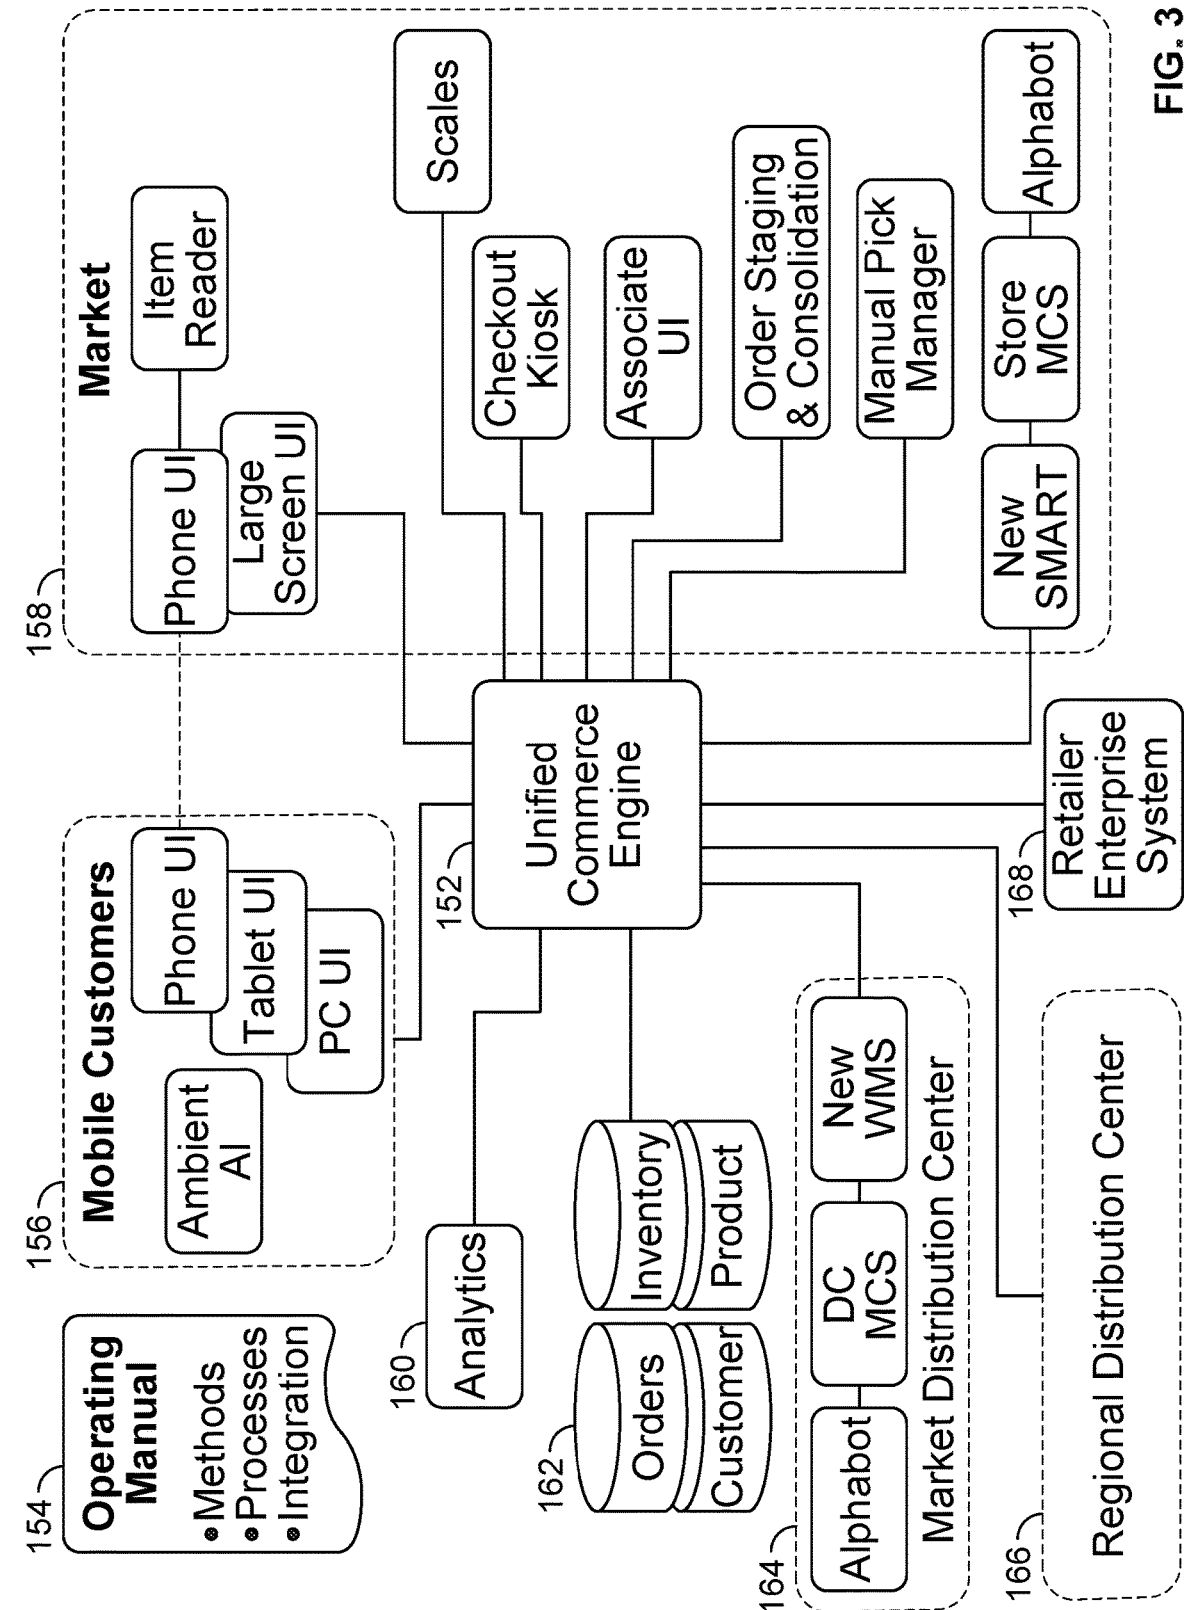 154
Operating
Manual
• Methods
• Processes
• Integration
156
Mobile Customers
Ambient
AI
Phone UI
Tablet UI
PC UI
158
Market
Phone UI
Large
Screen UI
Item
Reader
Scales
Checkout
Kiosk
Associate
UI
Order Staging
& Consolidation
Manual Pick
Manager
New
SMART
Store
MCS
Alphabot
160
Analytics
152
Unified
Commerce
Engine
162
Orders
Customer
Inventory
Product
164
Alphabot
DC
MCS
New
WMS
Market Distribution Center
166
Regional Distribution Center
168
Retailer
Enterprise
System
FIG. 3